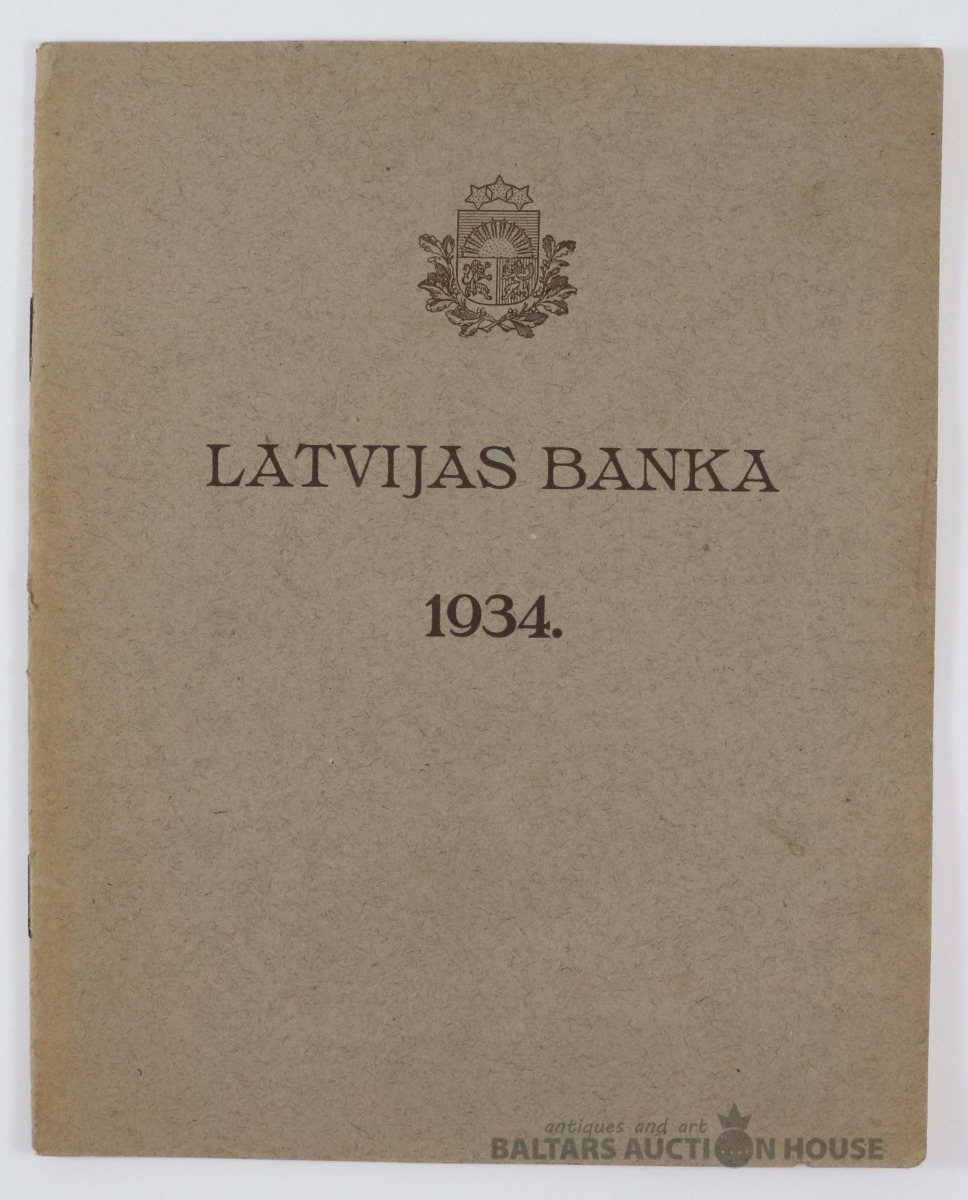 LATVIJAS BANKA
1934.
antiques and art
BALTARS AUCTION HOUSE